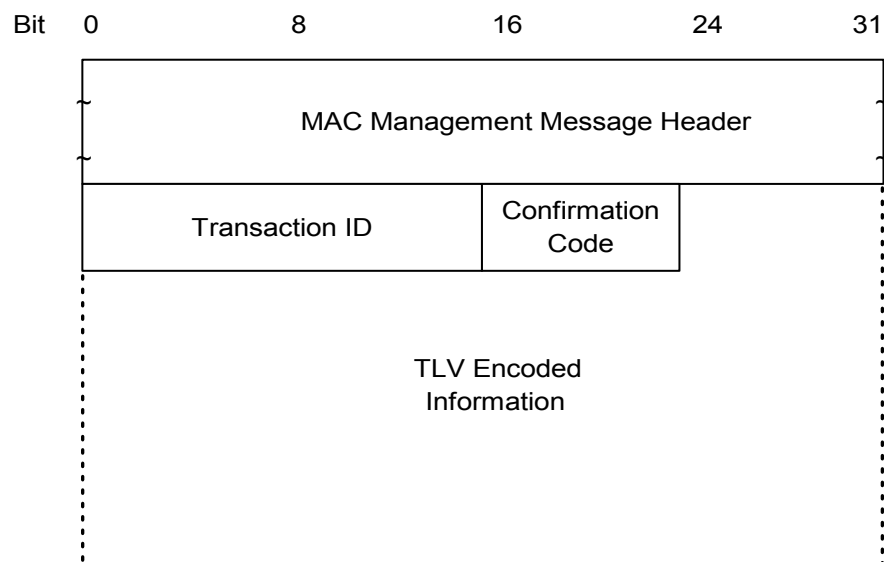 Bit 0 8 16 24 31
MAC Management Message Header
Transaction ID
Confirmation
Code
TLV Encoded
Information